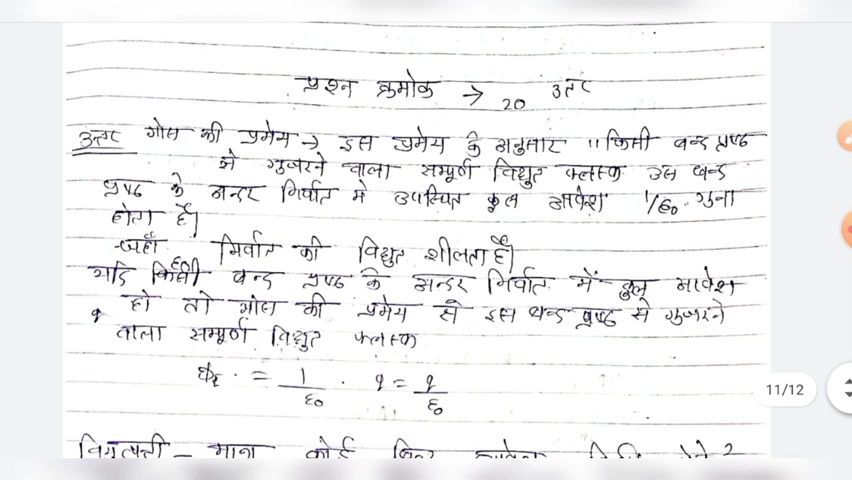 प्रश्न क्रमोक → 20 उत्तर
उत्तर गोस की प्रमेय → इस प्रमेय के अनुसार "किसी बन्द पृष्ठ
से गुजरने वाला सम्पूर्ण विद्युत फ्लक्स उस बन्द
पृष्ठ के अन्दर निर्वात मे उपस्थित कुल आवेश 1/ε₀ गुना
होता है।
जहाँ ε₀ निर्वात की विद्युत शीलता है।
यदि किसी बन्द पृष्ठ के अन्दर निर्वात में कुल आवेश
q हो तो गोस की प्रमेय से इस बन्द पृष्ठ से गुजरने
वाला सम्पूर्ण विद्युत फ्लक्स
= 1/ε₀ · q = q/ε₀
11/12
माना कोई